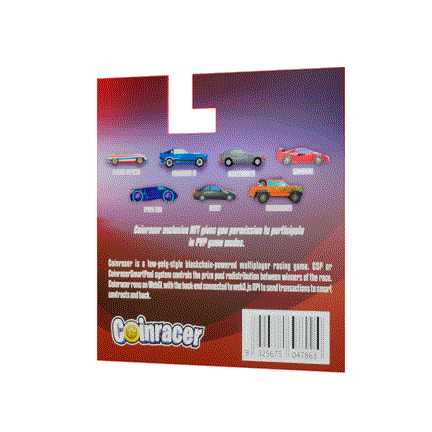 Coinracer exclusive NFT gives you permission to participate
in PVP game modes.
Coinracer is a low-poly-style blockchain-powered multiplayer racing game. CSP or
CoinracerSmartPool system controls the prize pool redistribution between winners of the race.
Coinracer runs on WebGL with the back-end connected to web3.js API to send transactions to smart
contracts and back.
Coinracer
9 325675 047863